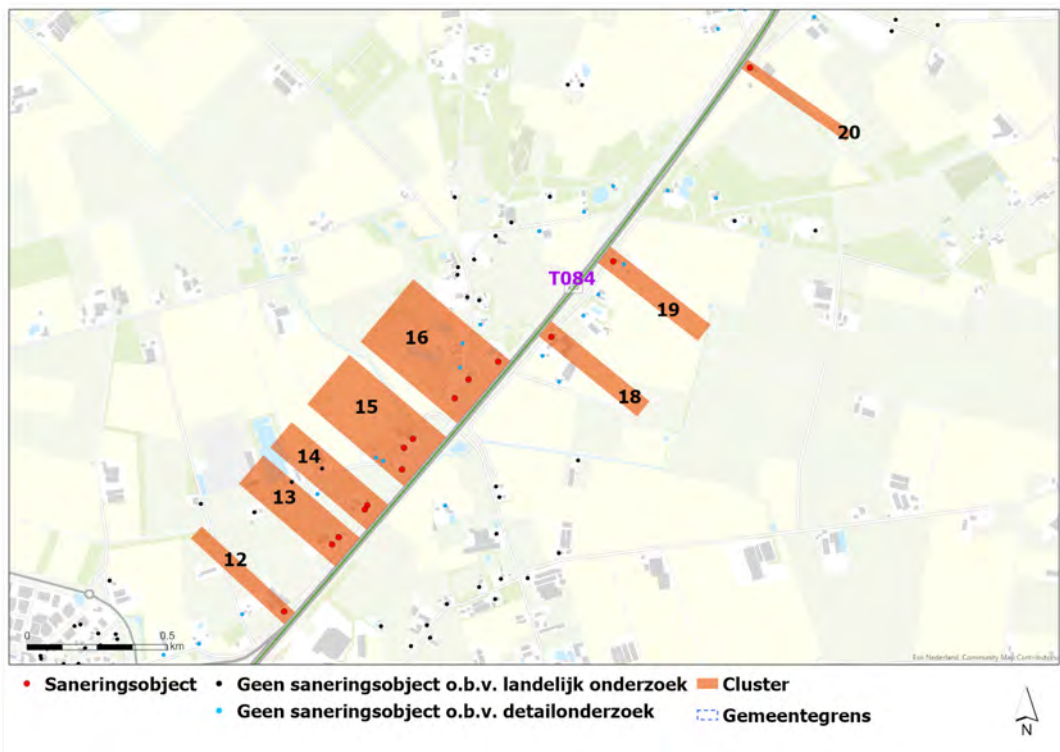 20
T084
19
16
18
15
14
13
12
0 0.5
km
Esri Nederland, Community Map Contributors
Saneringsobject Geen saneringsobject o.b.v. landelijk onderzoek Cluster
Geen saneringsobject o.b.v. detailonderzoek Gemeentegrens
N